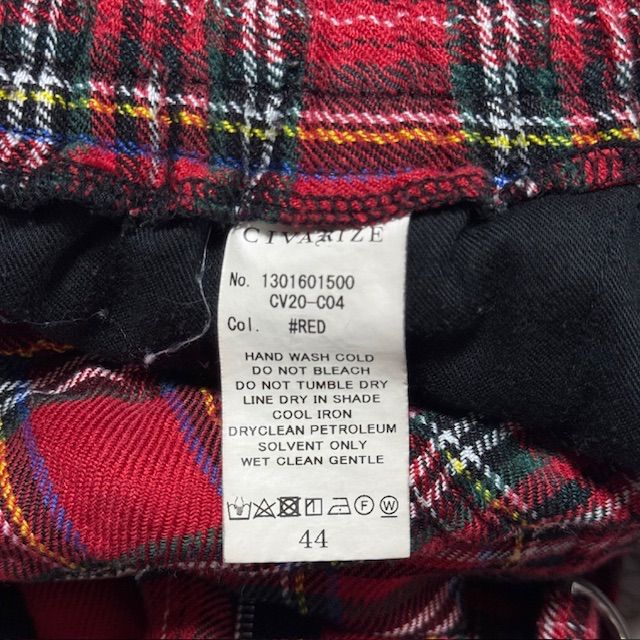 CIVARIZE
No. 1301601500
CV20-C04
Col. #RED
HAND WASH COLD
DO NOT BLEACH
DO NOT TUMBLE DRY
LINE DRY IN SHADE
COOL IRON
DRYCLEAN PETROLEUM
SOLVENT ONLY
WET CLEAN GENTLE
F W
44